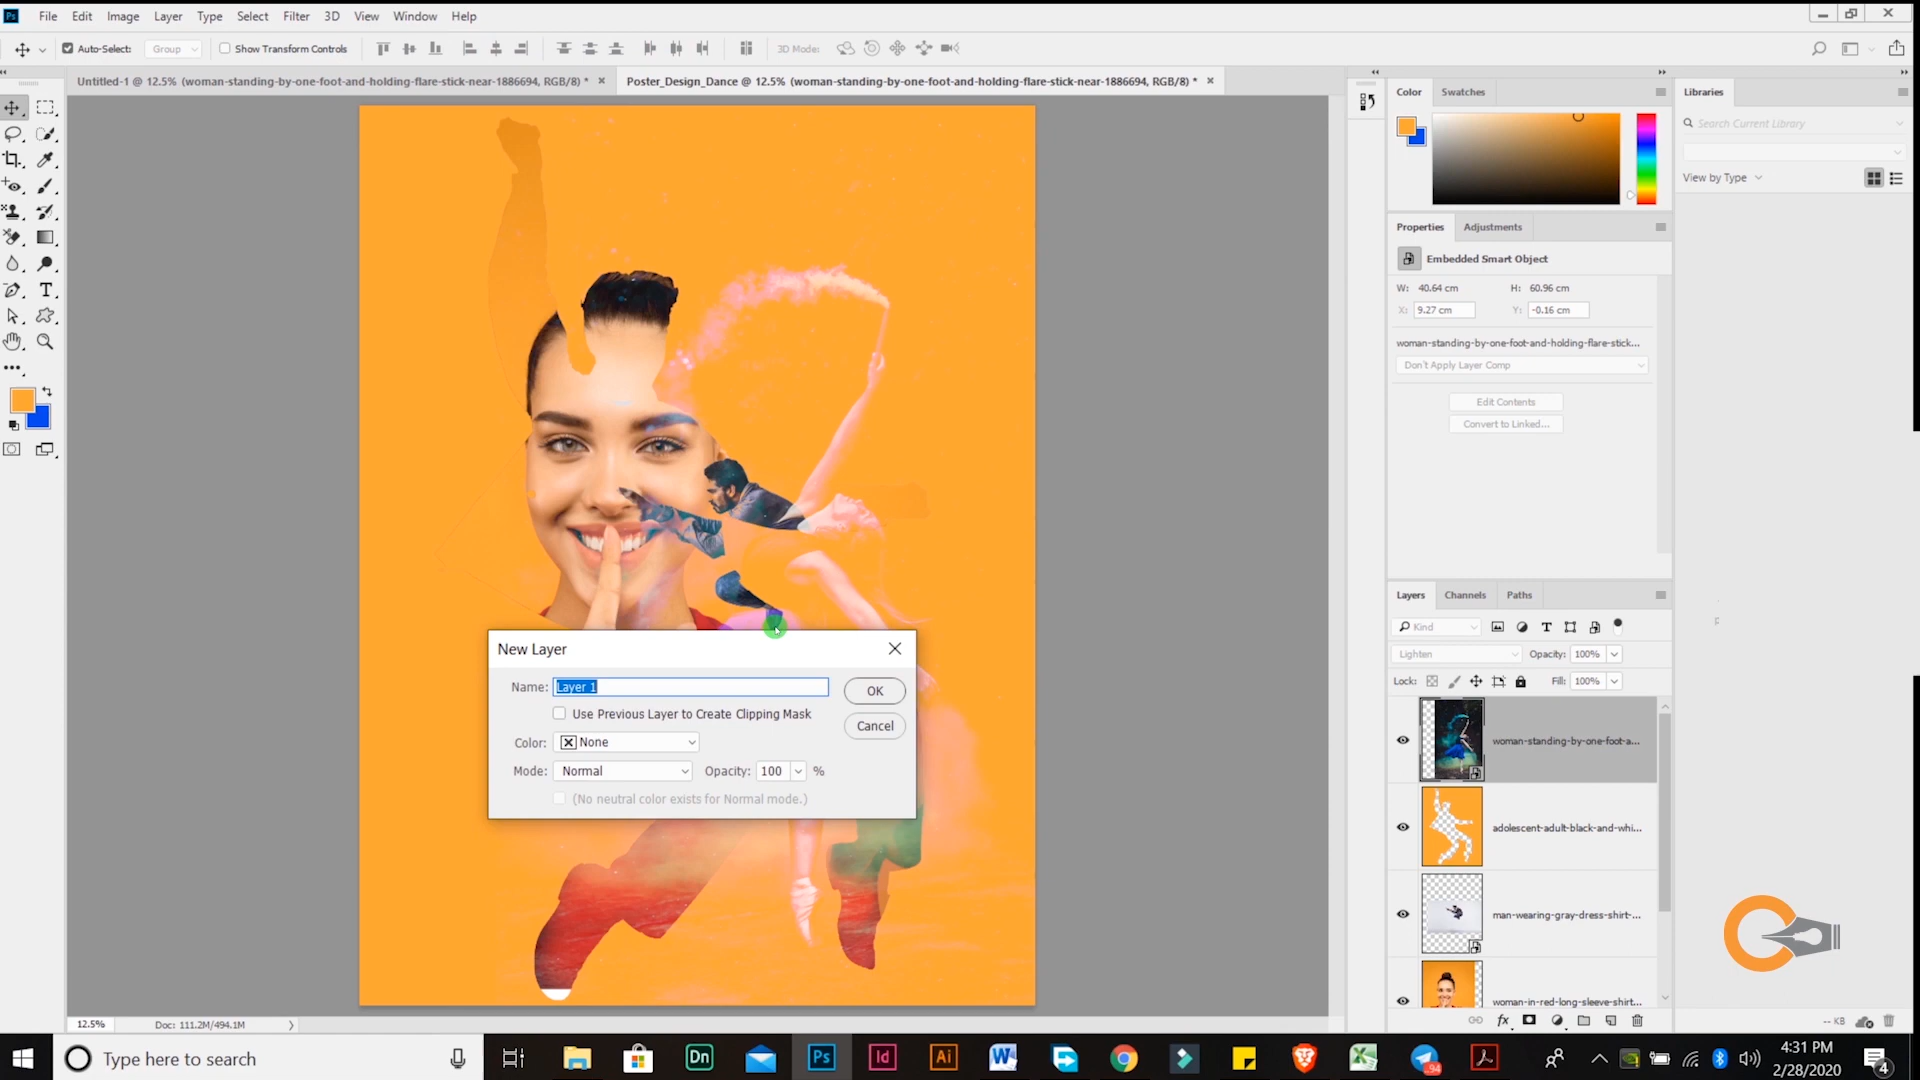 File Edit Image Layer Type Select Filter 3D View Window Help
Auto-Select: Group Show Transform Controls 3D Mode:
Untitled-1 @ 12.5% (woman-standing-by-one-foot-and-holding-flare-stick-near-1886694, RGB/8) *
Poster_Design_Dance @ 12.5% (woman-standing-by-one-foot-and-holding-flare-stick-near-1886694, RGB/8) *
Color Swatches
Libraries
Search Current Library
View by Type
Properties Adjustments
Embedded Smart Object
W: 40.64 cm H: 60.96 cm
X: 9.27 cm Y: -0.16 cm
woman-standing-by-one-foot-and-holding-flare-stick...
Don't Apply Layer Comp
Edit Contents
Convert to Linked...
Layers Channels Paths
Kind
Lighten Opacity: 100%
Lock: Fill: 100%
woman-standing-by-one-foot-a...
adolescent-adult-black-and-whi...
man-wearing-gray-dress-shirt-...
woman-in-red-long-sleeve-shirt...
New Layer
Name: Layer 1
OK
Use Previous Layer to Create Clipping Mask
Cancel
Color: None
Mode: Normal Opacity: 100 %
(No neutral color exists for Normal mode.)
12.5% Doc: 111.2M/494.1M
-- KB
Type here to search
Dn Ps Id Ai
94
4:31 PM
2/28/2020
4